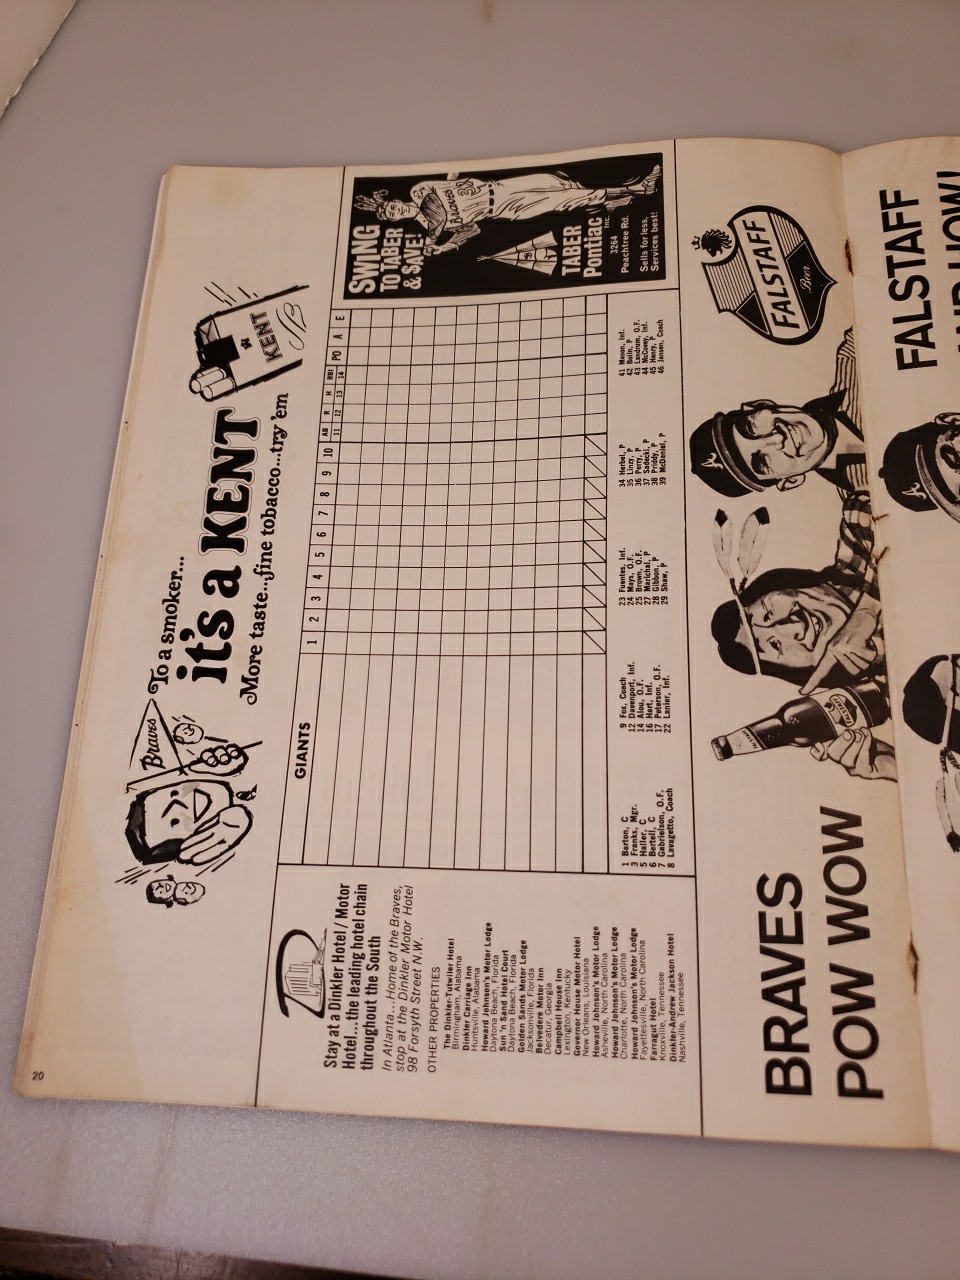 20
Braves
To a smoker...
it's a KENT
More taste...fine tobacco...try 'em
KENT
Stay at a Dinkler Hotel/Motor
Hotel...the leading hotel chain
throughout the South
In Atlanta...Home of the Braves,
stop at the Dinkler Motor Hotel
98 Forsyth Street N.W.
OTHER PROPERTIES
The Dinkler-Tutwiler Hotel
Birmingham, Alabama
Dinkler Carriage Inn
Huntsville, Alabama
Howard Johnson's Motor Lodge
Daytona Beach, Florida
Sun 'n Sand Hotel Court
Daytona Beach, Florida
Golden Sands Motor Lodge
Jacksonville, Florida
Belvedere Motor Inn
Decatur, Georgia
Campbell House Inn
Lexington, Kentucky
Governor House Motor Hotel
New Orleans, Louisiana
Howard Johnson's Motor Lodge
Asheville, North Carolina
Howard Johnson's Motor Lodge
Charlotte, North Carolina
Howard Johnson's Motor Lodge
Fayetteville, North Carolina
Farragut Hotel
Knoxville, Tennessee
Dinkler-Andrew Jackson Hotel
Nashville, Tennessee
GIANTS
1 2 3 4 5 6 7 8 9 10 AB 11 R 12 H 13 RBI 14 PO A E
1 Barton, C
3 Franks, Mgr.
5 Haller, C
6 Bertell, C
7 Gabrielson, O.F.
8 Lavagetto, Coach
9 Fox, Coach
12 Davenport, Inf.
14 Alou, O.F.
16 Hart, Inf.
17 Peterson, O.F.
22 Lanier, Inf.
23 Fuentes, Inf.
24 Mays, O.F.
25 Brown, O.F.
27 Marichal, P
28 Gibbon, P
29 Shaw, P
34 Herbel, P
35 Linzy, P
36 Perry, P
37 Sadecki, P
38 Priddy, P
39 McDaniel, P
41 Mason, Inf.
42 Bolin, P
43 Landrum, O.F.
44 McCovey, Inf.
45 Henry, P
46 Jansen, Coach
SWING
TO TABER
& SAVE!
Braves
TABER
Pontiac Inc.
3264
Peachtree Rd.
Sells for less,
Services best!
BRAVES
POW WOW
FALSTAFF
FALSTAFF
Beer
FALSTAFF